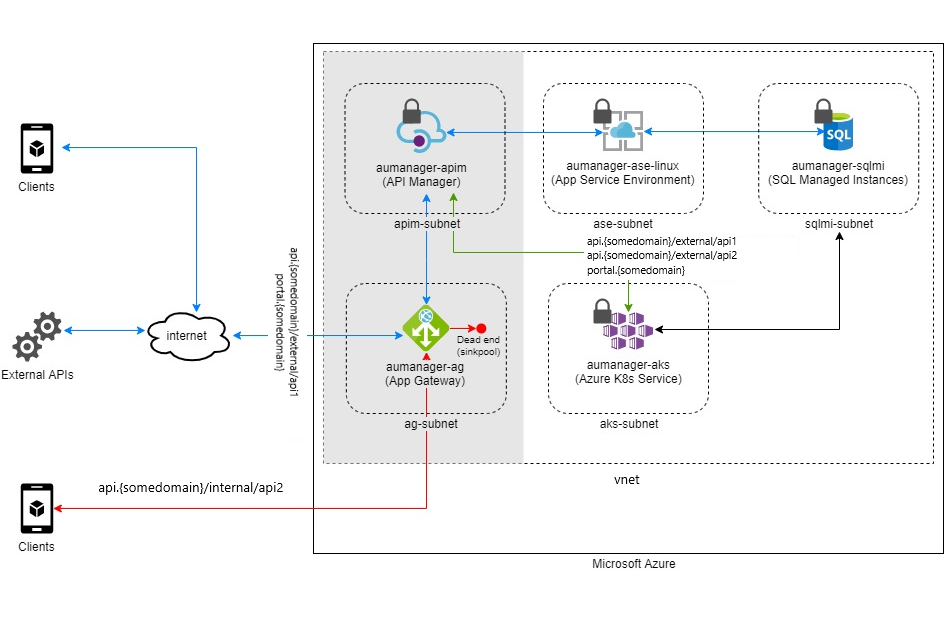 Clients
External APIs
internet
Clients
api.{somedomain}/external/api1
portal.{somedomain}
api.{somedomain}/internal/api2
aumanager-apim
(API Manager)
apim-subnet
aumanager-ase-linux
(App Service Environment)
ase-subnet
SQL
aumanager-sqlmi
(SQL Managed Instances)
sqlmi-subnet
api.{somedomain}/external/api1
api.{somedomain}/external/api2
portal.{somedomain}
Dead end
(sinkpool)
aumanager-ag
(App Gateway)
ag-subnet
aumanager-aks
(Azure K8s Service)
aks-subnet
vnet
Microsoft Azure